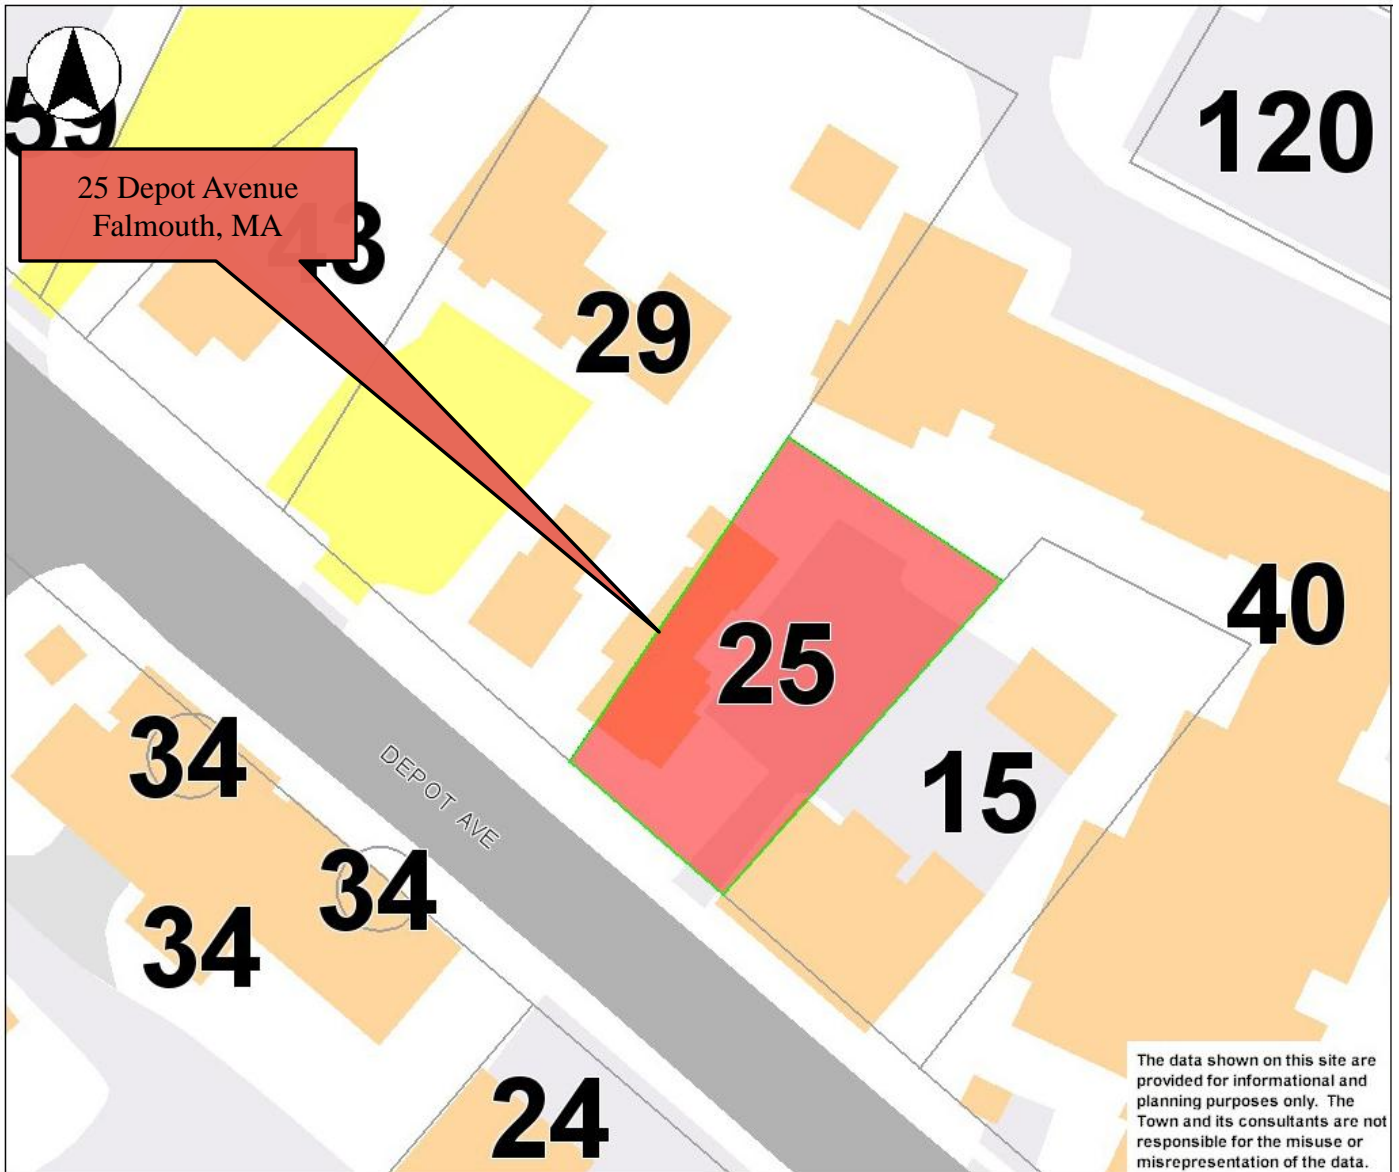 59
120
25 Depot Avenue
Falmouth, MA
43
29
40
25
34
DEPOT AVE
15
34
34
24
The data shown on this site are
provided for informational and
planning purposes only. The
Town and its consultants are not
responsible for the misuse or
misrepresentation of the data.